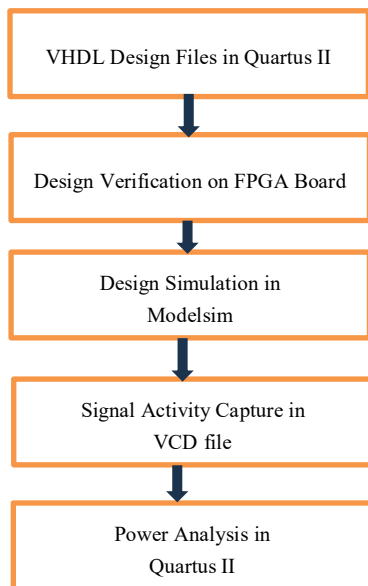 VHDL Design Files in Quartus II
Design Verification on FPGA Board
Design Simulation in
Modelsim
Signal Activity Capture in
VCD file
Power Analysis in
Quartus II